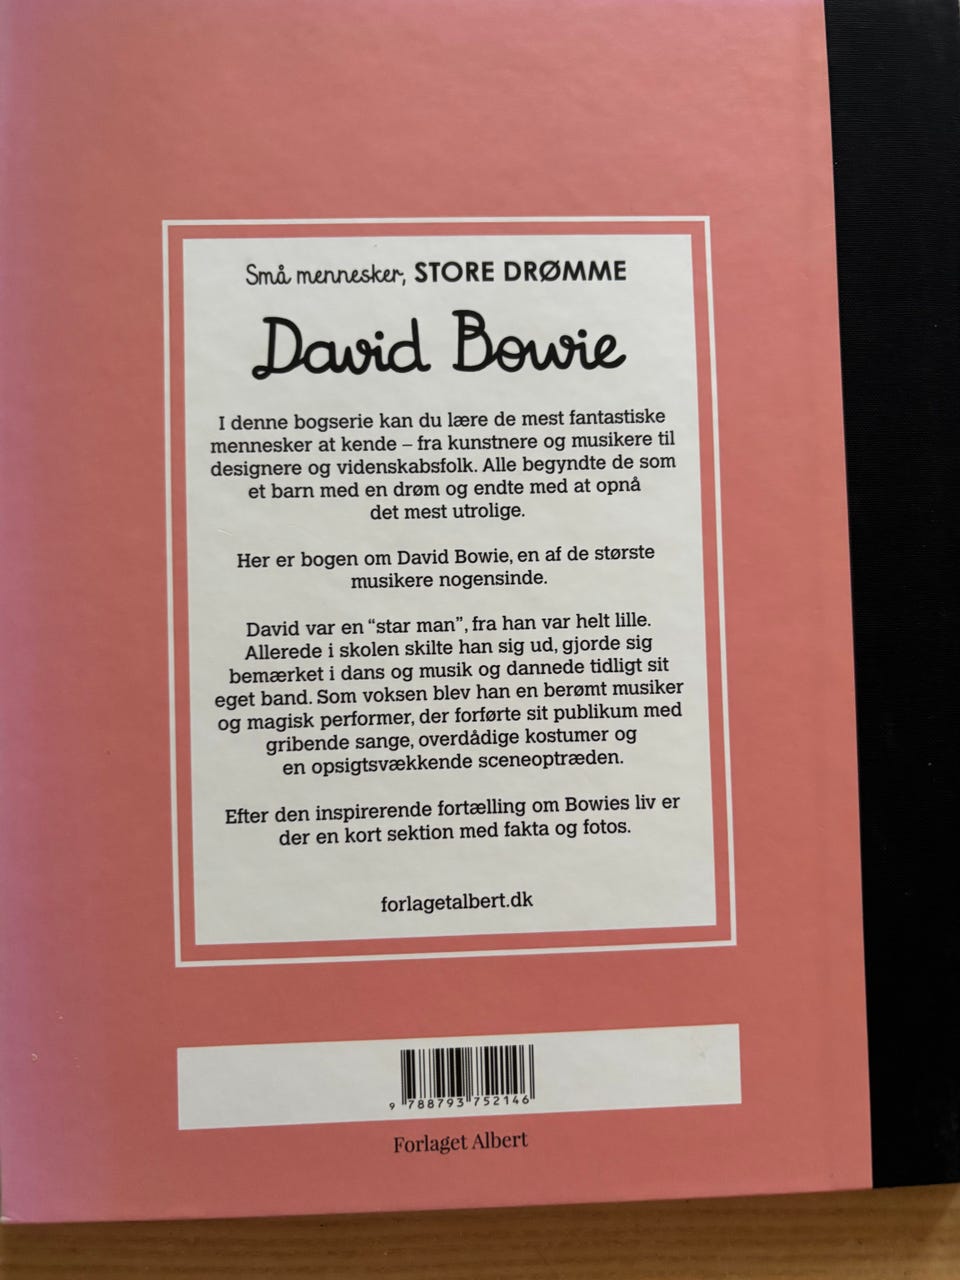 Små mennesker, STORE DRØMME
David Bowie
I denne bogserie kan du lære de mest fantastiske
mennesker at kende – fra kunstnere og musikere til
designere og videnskabsfolk. Alle begyndte de som
et barn med en drøm og endte med at opnå
det mest utrolige.
Her er bogen om David Bowie, en af de største
musikere nogensinde.
David var en “star man”, fra han var helt lille.
Allerede i skolen skilte han sig ud, gjorde sig
bemærket i dans og musik og dannede tidligt sit
eget band. Som voksen blev han en berømt musiker
og magisk performer, der forførte sit publikum med
gribende sange, overdådige kostumer og
en opsigtsvækkende sceneoptræden.
Efter den inspirerende fortælling om Bowies liv er
der en kort sektion med fakta og fotos.
forlagetalbert.dk
9 788793 752146
Forlaget Albert